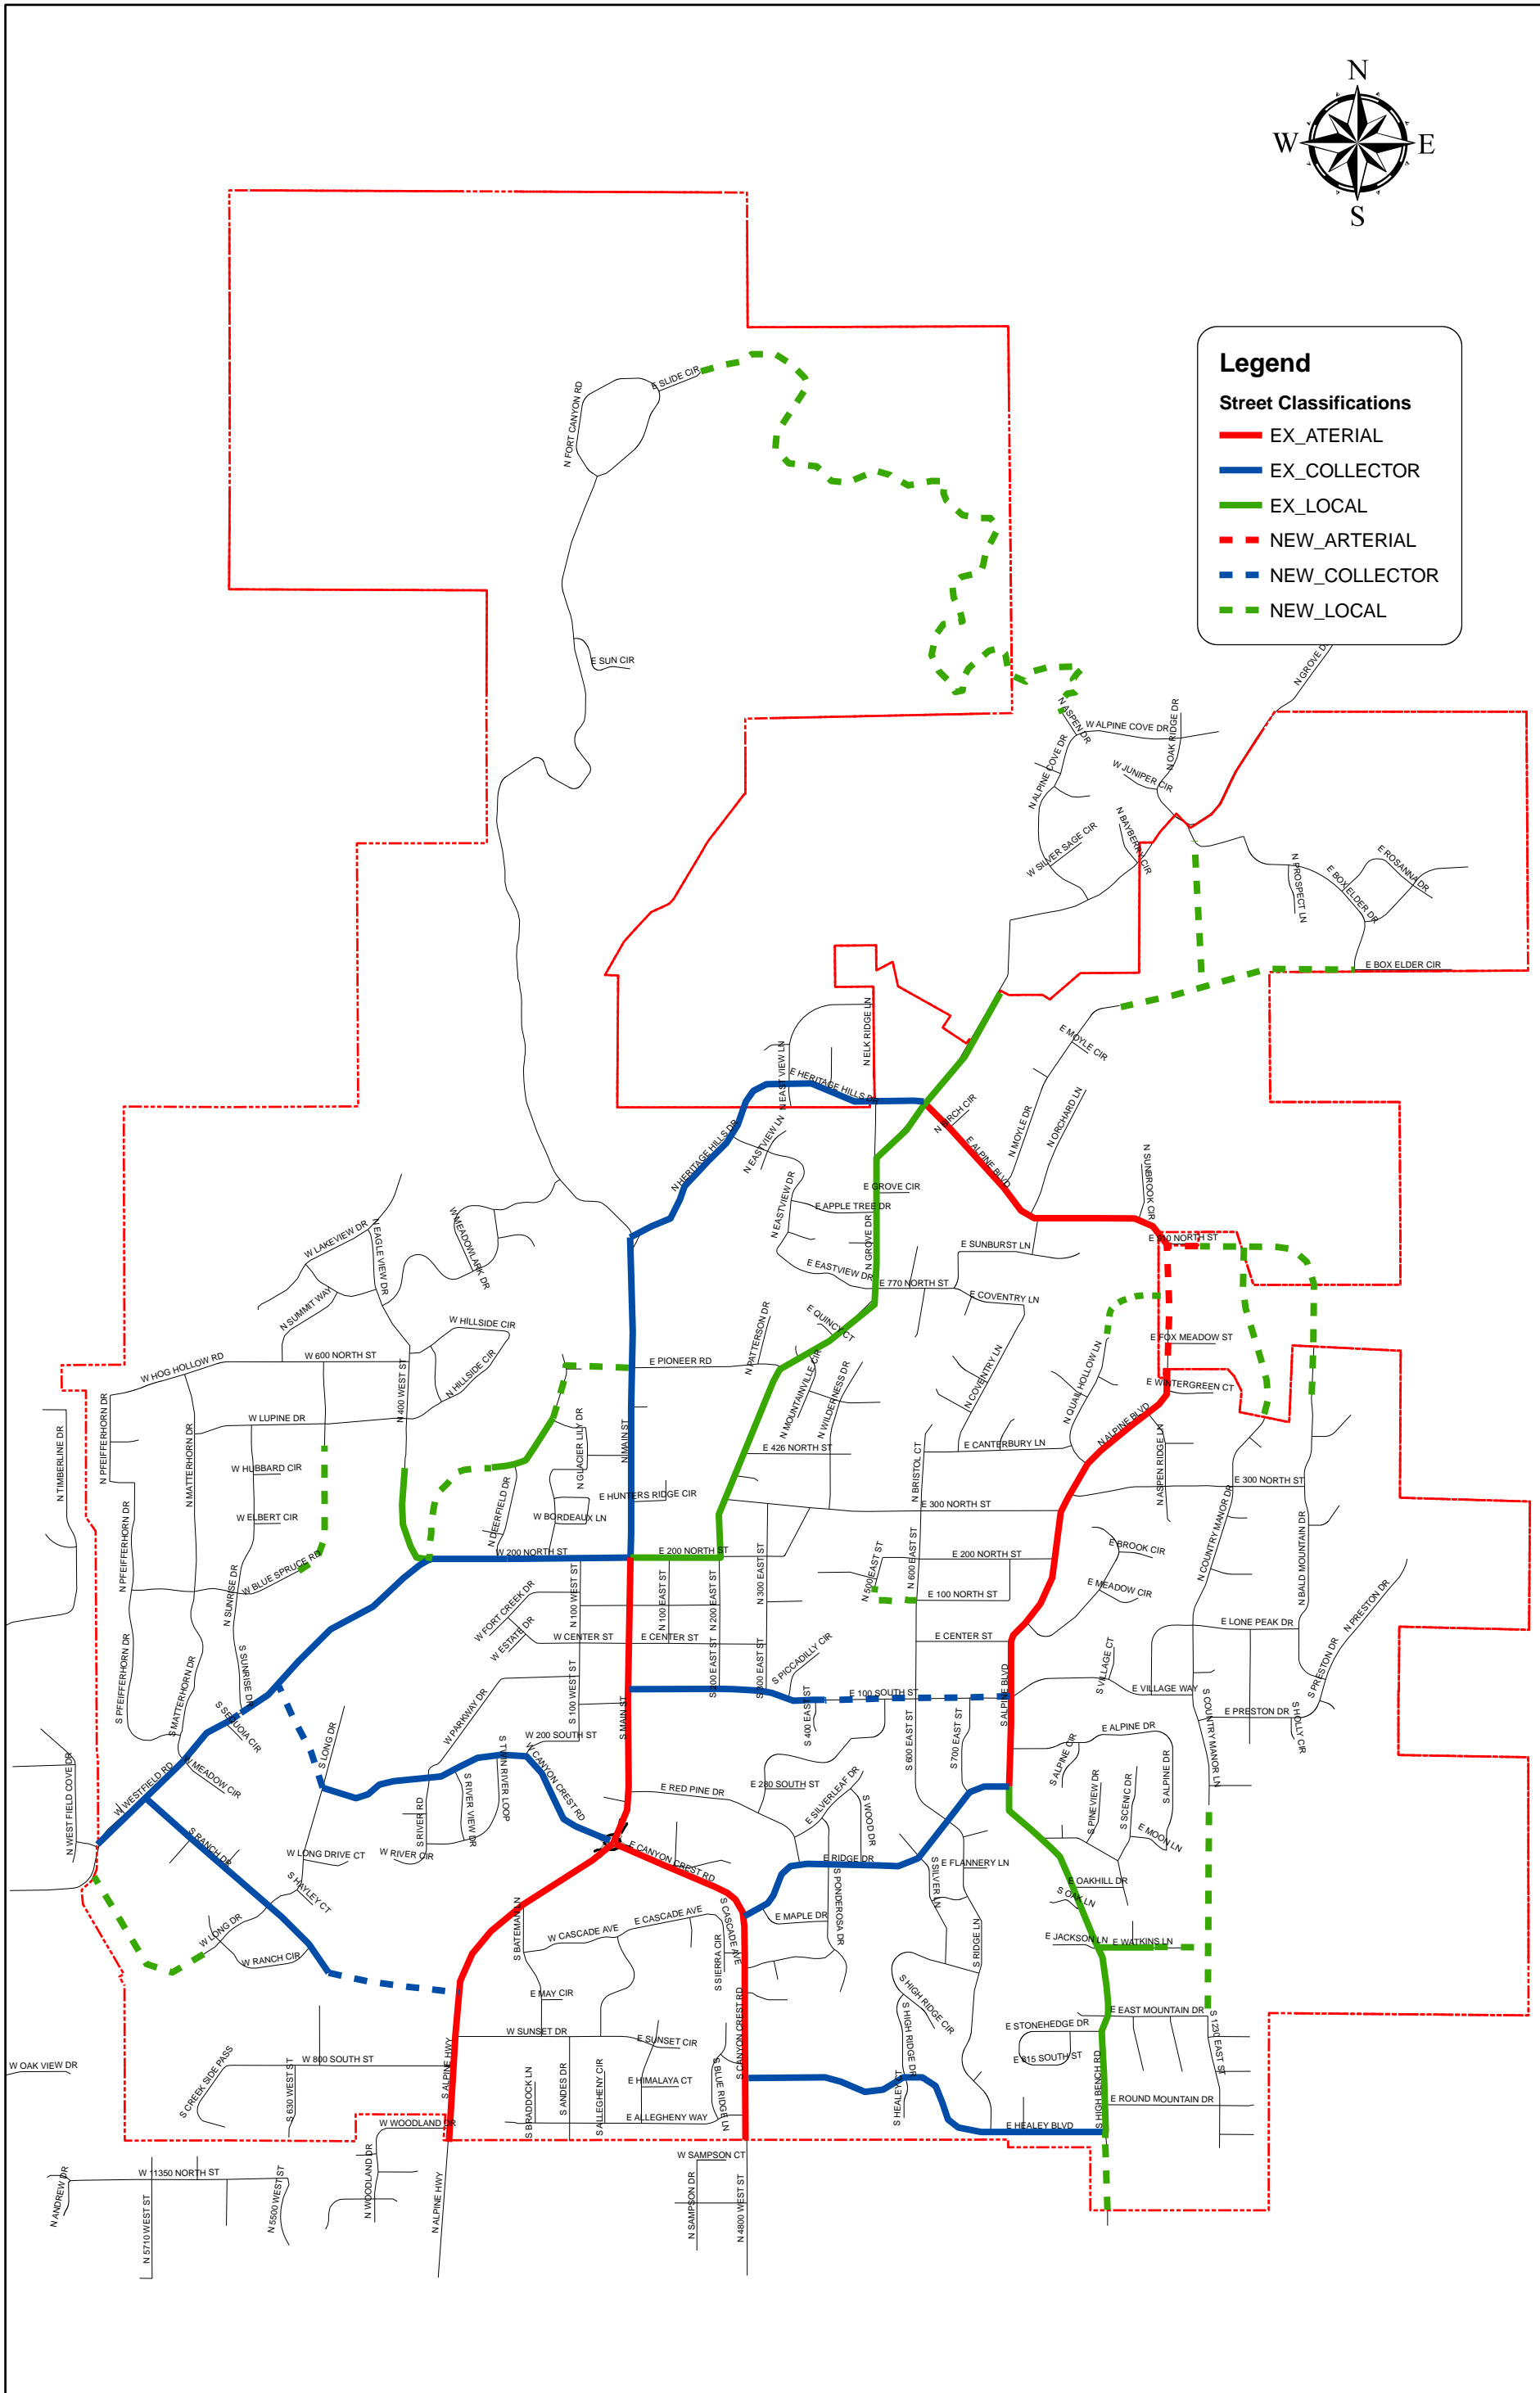 N
W
E
S
Legend
Street Classifications
EX_ATERIAL
EX_COLLECTOR
EX_LOCAL
NEW_ARTERIAL
NEW_COLLECTOR
NEW_LOCAL
E SLIDE CIR
N FORT CANYON RD
E SUN CIR
N GROVE D
N ASPEN DR
W ALPINE COVE DR
N OAK RIDGE DR
N ALPINE COVE DR
W JUNIPER CIR
N BAYBERRY CIR
W SILVER SAGE CIR
N PROSPECT LN
E ROSANNA DR
E BOX ELDER DR
E BOX ELDER CIR
N ELK RIDGE LN
E MOYLE CIR
N EAST VIEW LN
E HERITAGE HILLS DR
N BIRCH CIR
N HERITAGE HILLS DR
N EASTVIEW LN
E ALPINE BLVD
N MOYLE DR
N ORCHARD LN
N SUNBROOK CIR
E GROVE CIR
E APPLE TREE DR
N EASTVIEW DR
N GROVE DR
E EASTVIEW DR
E SUNBURST LN
E 910 NORTH ST
W LAKEVIEW DR
N EAGLE VIEW DR
W MEADOWLARK DR
E 770 NORTH ST
E COVENTRY LN
N SUMMIT WAY
W HILLSIDE CIR
E QUINCY CT
N PATTERSON DR
E FOX MEADOW ST
W HOG HOLLOW RD
W 600 NORTH ST
E PIONEER RD
N HILLSIDE CIR
N MOUNTAINVILLE CIR
N WILDERNESS DR
N COVENTRY LN
N QUAIL HOLLOW LN
E WINTERGREEN CT
N PFEIFFERHORN DR
N 400 WEST ST
W LUPINE DR
N TIMBERLINE DR
N MATTERHORN DR
N GLACIER LILY DR
N MAIN ST
E 426 NORTH ST
E CANTERBURY LN
N ALPINE BLVD
N ASPEN RIDGE LN
W HUBBARD CIR
N BRISTOL CT
E 300 NORTH ST
E HUNTERS RIDGE CIR
E 300 NORTH ST
N PFEIFFERHORN DR
W ELBERT CIR
N DEERFIELD DR
W BORDEAUX LN
N COUNTRY MANOR DR
N BALD MOUNTAIN DR
E BROOK CIR
W 200 NORTH ST
E 200 NORTH ST
E 200 NORTH ST
W BLUE SPRUCE RD
N SUNRISE DR
N 100 WEST ST
N 100 EAST ST
N 200 EAST ST
N 300 EAST ST
N 500 EAST ST
N 600 EAST ST
E 100 NORTH ST
E MEADOW CIR
N PRESTON DR
W FORT CREEK DR
W ESTATE DR
W CENTER ST
E CENTER ST
E CENTER ST
E LONE PEAK DR
S PFEIFFERHORN DR
S MATTERHORN DR
S SUNRISE DR
S SEQUOIA CIR
S 200 EAST ST
S 300 EAST ST
S PICCADILLY CIR
S VILLAGE CT
E VILLAGE WAY
S PRESTON DR
W PARKWAY DR
S 100 WEST ST
S MAIN ST
E 100 SOUTH ST
S 400 EAST ST
S ALPINE BLVD
E PRESTON DR
S HOLLY CIR
S COUNTRY MANOR LN
N WEST FIELD COVE DR
W WESTFIELD RD
W MEADOW CIR
S LONG DR
W 200 SOUTH ST
W CANYON CREST RD
S TWIN RIVER LOOP
S 600 EAST ST
S 700 EAST ST
E ALPINE DR
S ALPINE CIR
S ALPINE DR
E RED PINE DR
E 280 SOUTH ST
E SILVERLEAF DR
S WOOD DR
S PINEVIEW DR
S SCENIC DR
S RANCH DR
S RIVER RD
S RIVER VIEW DR
W RIVER CIR
W LONG DRIVE CT
S HAYLEY CT
E CANYON CREST RD
E RIDGE DR
S SILVER LN
E FLANNERY LN
E MOON LN
E OAKHILL DR
S OAK LN
W LONG DR
W RANCH CIR
S BATEMAN LN
W CASCADE AVE
E CASCADE AVE
S CASCADE AVE
S SIERRA CIR
E MAPLE DR
S PONDEROSA DR
S RIDGE LN
E JACKSON LN
E WATKINS LN
E MAY CIR
S HIGH RIDGE CIR
S HIGH RIDGE DR
E EAST MOUNTAIN DR
E STONEHEDGE DR
W SUNSET DR
E SUNSET CIR
S CANYON CREST RD
E 815 SOUTH ST
S 1230 EAST ST
W OAK VIEW DR
S CREEK SIDE PASS
W 800 SOUTH ST
S 630 WEST ST
S ALPINE HWY
S BRADDOCK LN
S ANDES DR
S ALLEGHENY CIR
E HIMALAYA CT
S BLUE RIDGE LN
S HEALEY CT
S HIGH BENCH RD
E ROUND MOUNTAIN DR
E ALLEGHENY WAY
E HEALEY BLVD
W WOODLAND DR
W SAMPSON CT
N ANDREW DR
W 11350 NORTH ST
N 5710 WEST ST
N 5500 WEST ST
N WOODLAND DR
N ALPINE HWY
N SAMPSON DR
N 4800 WEST ST